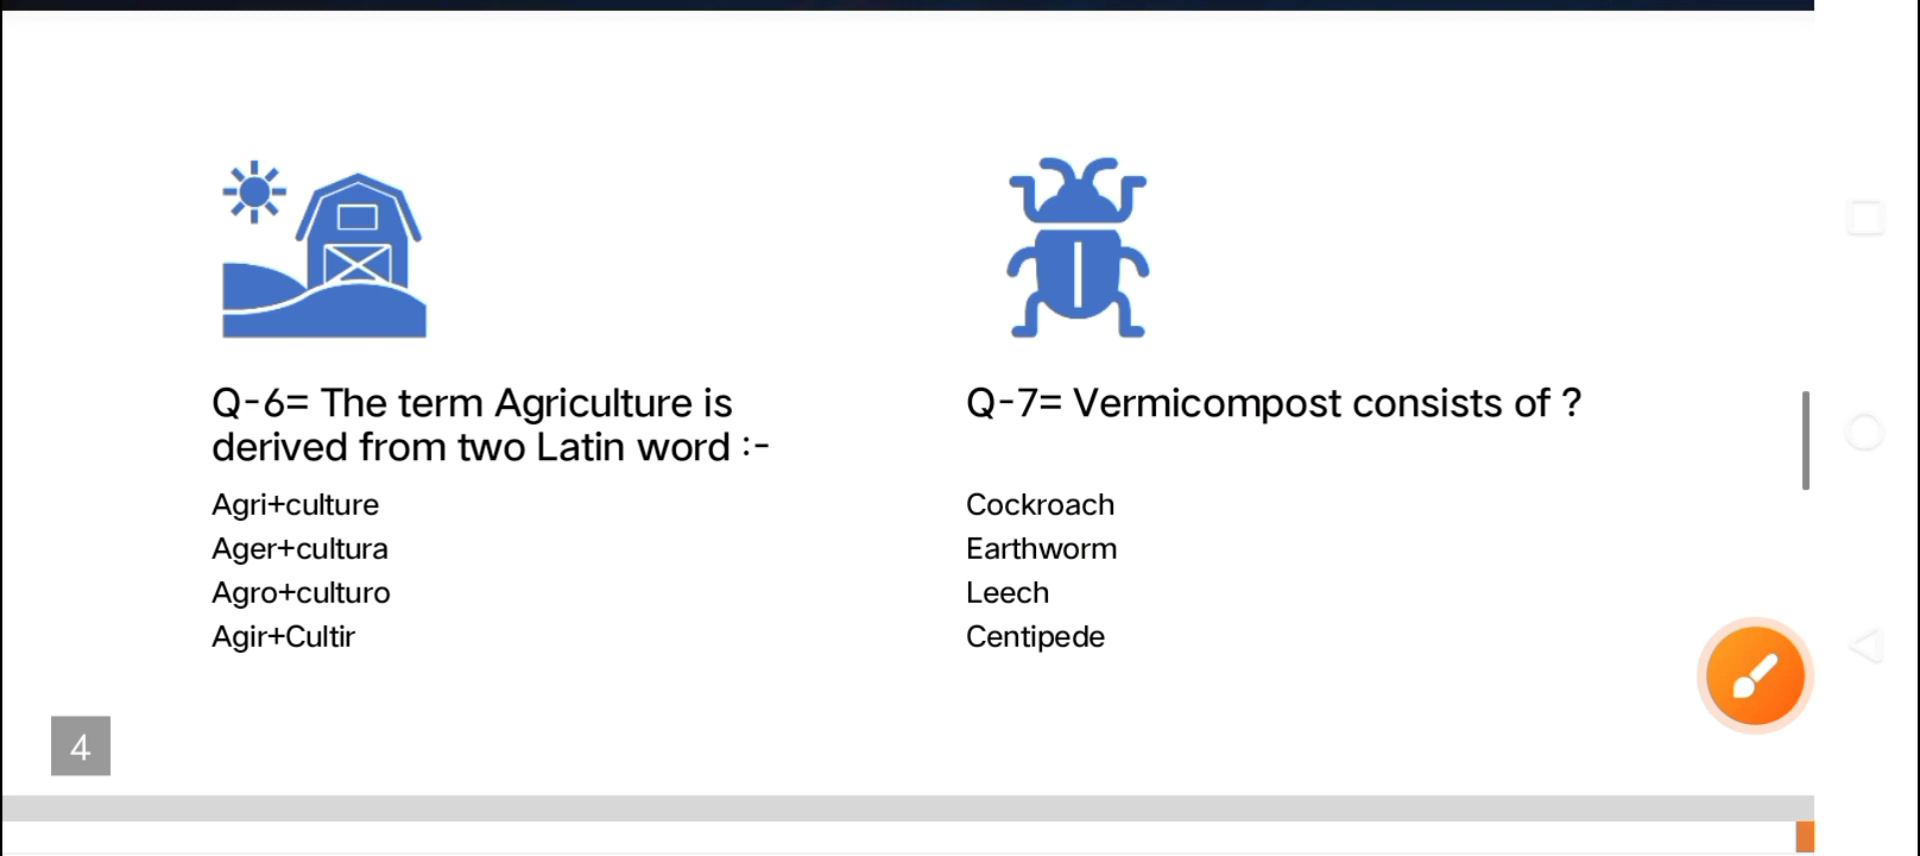 Q-6= The term Agriculture is
derived from two Latin word :-
Agri+culture
Ager+cultura
Agro+culturo
Agir+Cultir
Q-7= Vermicompost consists of ?
Cockroach
Earthworm
Leech
Centipede
4